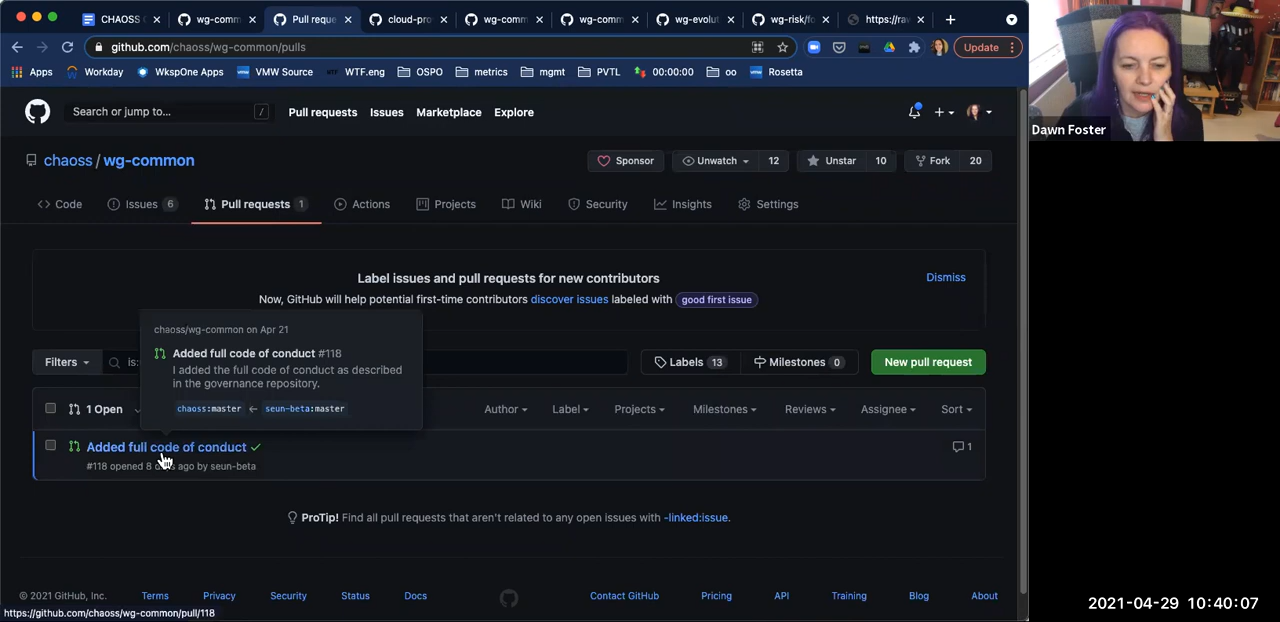 CHAOSS
wg-comm
Pull reque
cloud-pro
wg-comm
wg-comm
wg-evolut
wg-risk/fo
https://rav
github.com/chaoss/wg-common/pulls
Update
Apps
Workday
WkspOne Apps
VMW Source
WTF.eng
OSPO
metrics
mgmt
PVTL
00:00:00
oo
Rosetta
Dawn Foster
Search or jump to...
/
Pull requests
Issues
Marketplace
Explore
chaoss / wg-common
Sponsor
Unwatch
12
Unstar
10
Fork
20
Code
Issues 6
Pull requests 1
Actions
Projects
Wiki
Security
Insights
Settings
Label issues and pull requests for new contributors
Dismiss
Now, GitHub will help potential first-time contributors discover issues labeled with good first issue
chaoss/wg-common on Apr 21
Added full code of conduct #118
I added the full code of conduct as described
in the governance repository.
chaoss:master ← seun-beta:master
Filters
is:
Labels 13
Milestones 0
New pull request
1 Open
Author
Label
Projects
Milestones
Reviews
Assignee
Sort
Added full code of conduct
1
#118 opened 8 ago by seun-beta
ProTip! Find all pull requests that aren't related to any open issues with -linked:issue.
© 2021 GitHub, Inc.
Terms
Privacy
Security
Status
Docs
Contact GitHub
Pricing
API
Training
Blog
About
https://github.com/chaoss/wg-common/pull/118
2021-04-29 10:40:07